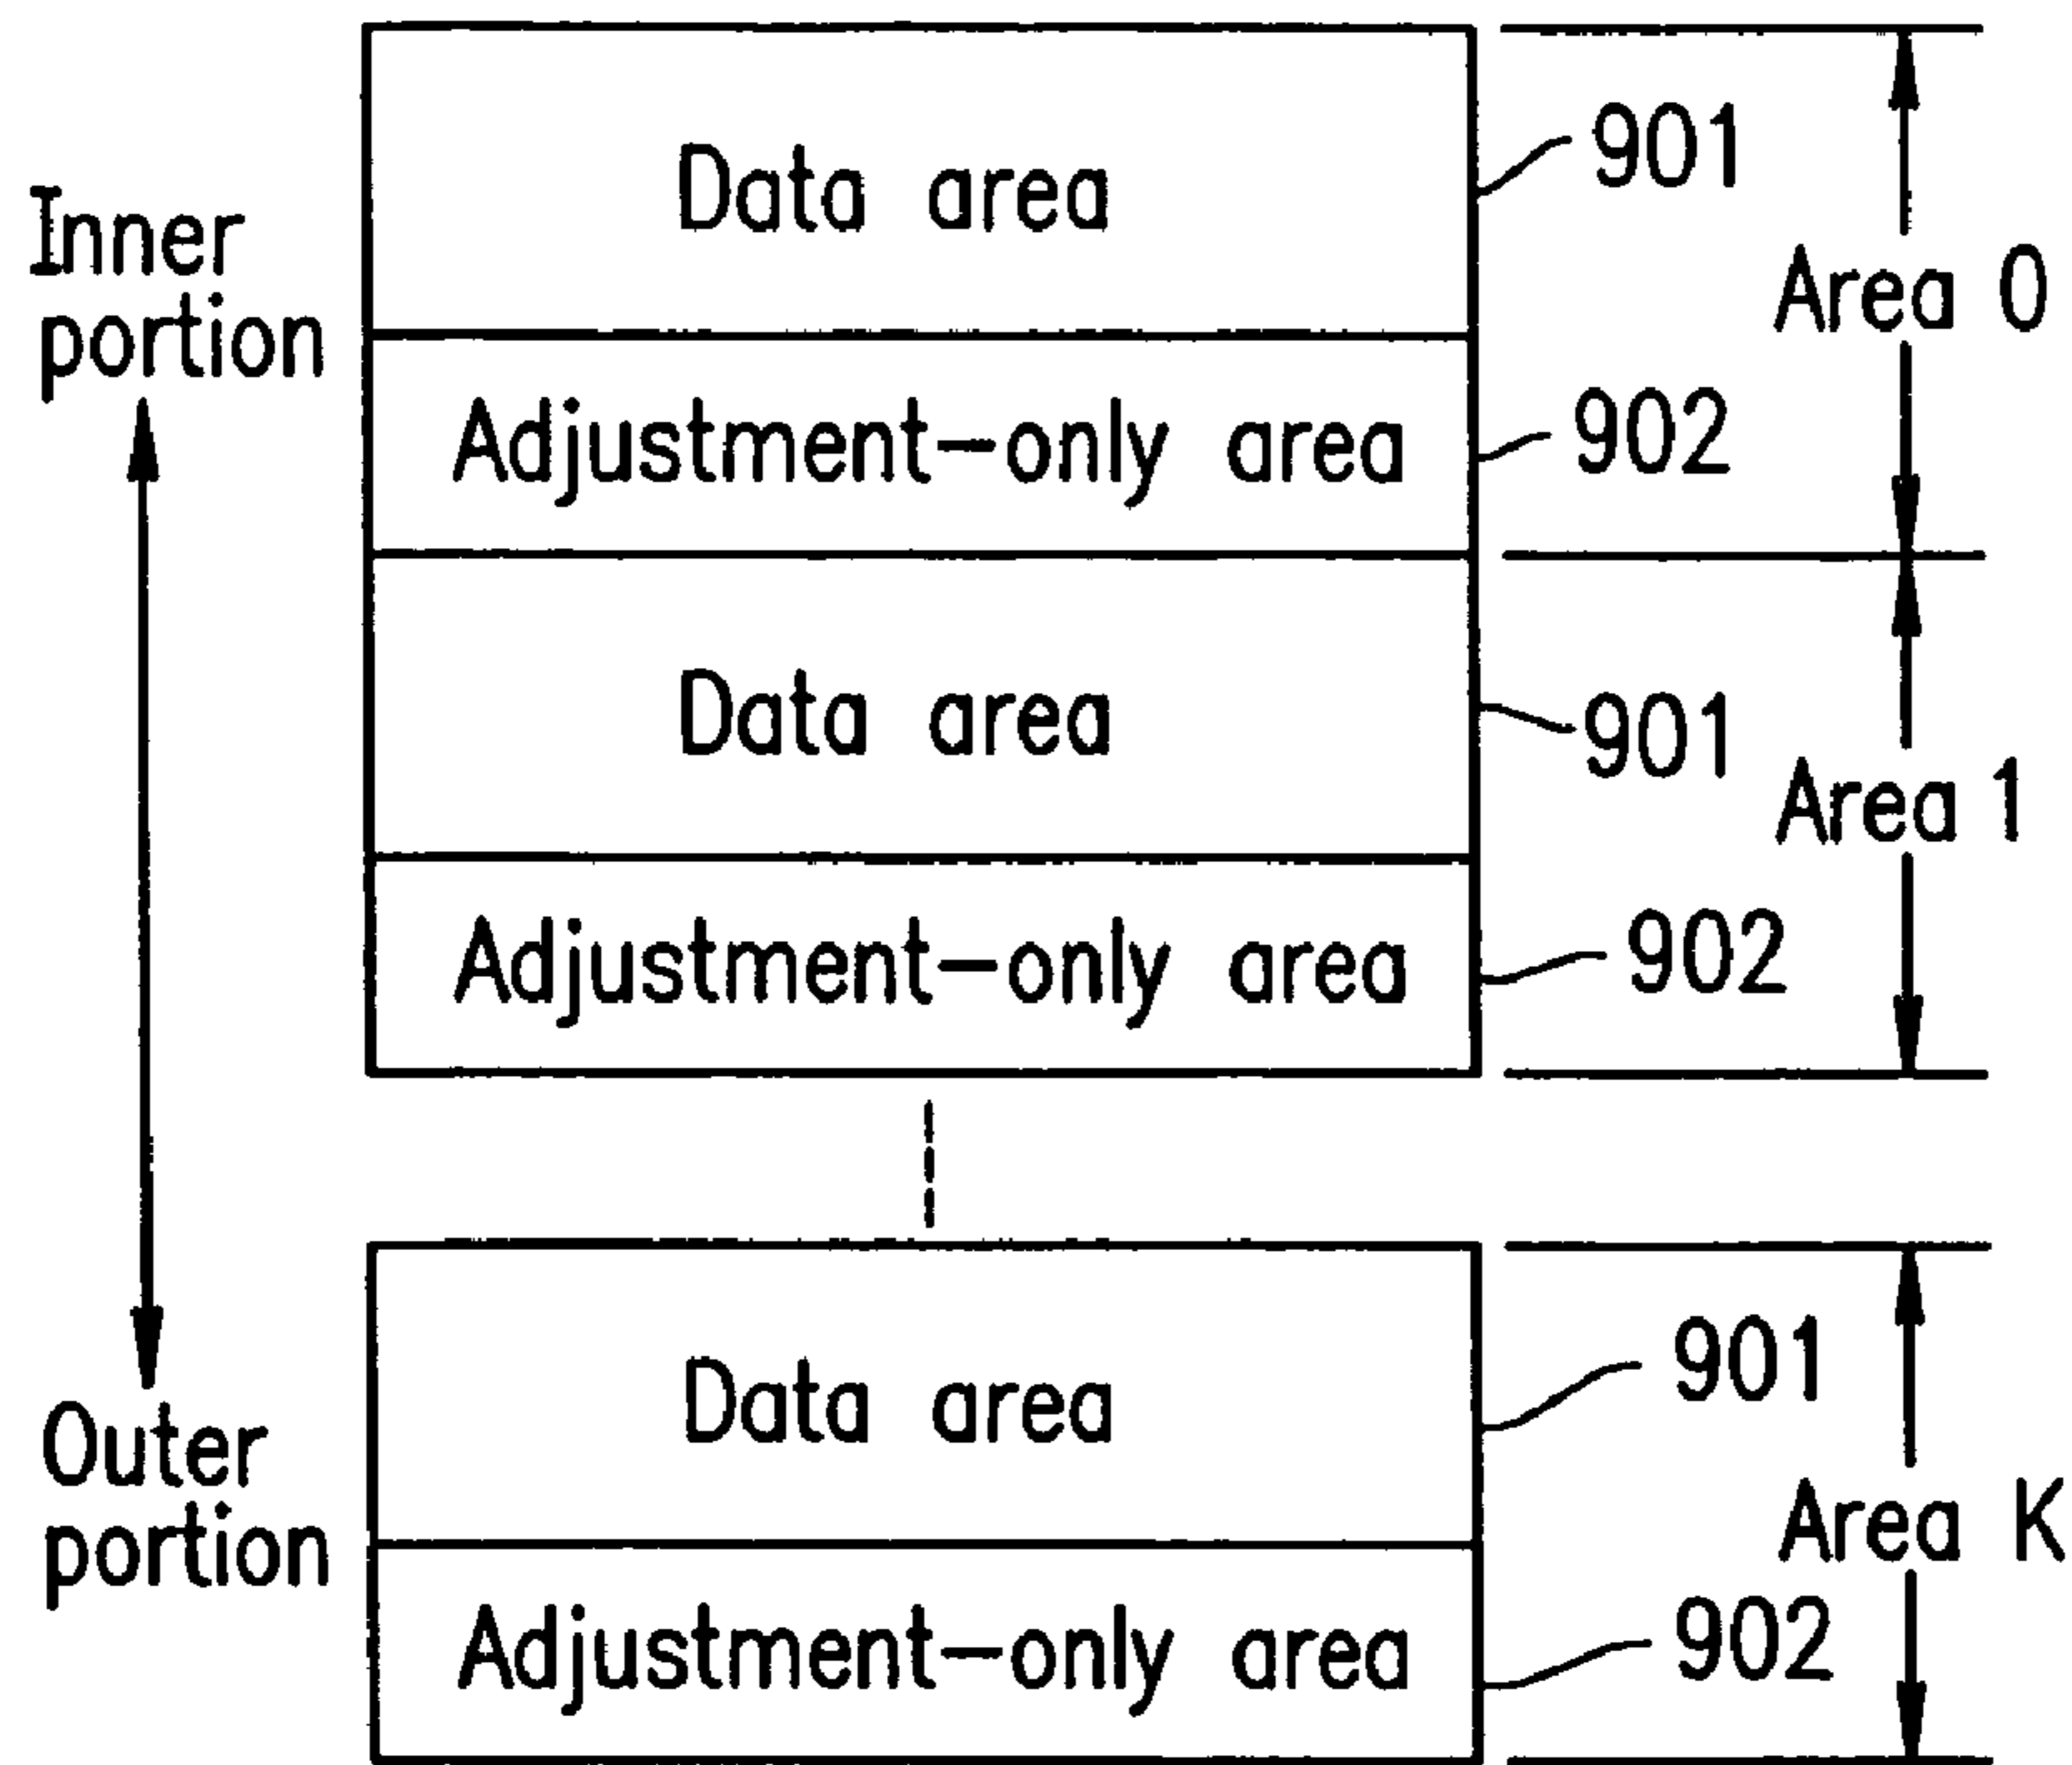 Inner
portion
Outer
portion
Data area
901
Adjustment-only area
902
Area 0
Data area
901
Adjustment-only area
902
Area 1
Data area
901
Adjustment-only area
902
Area K